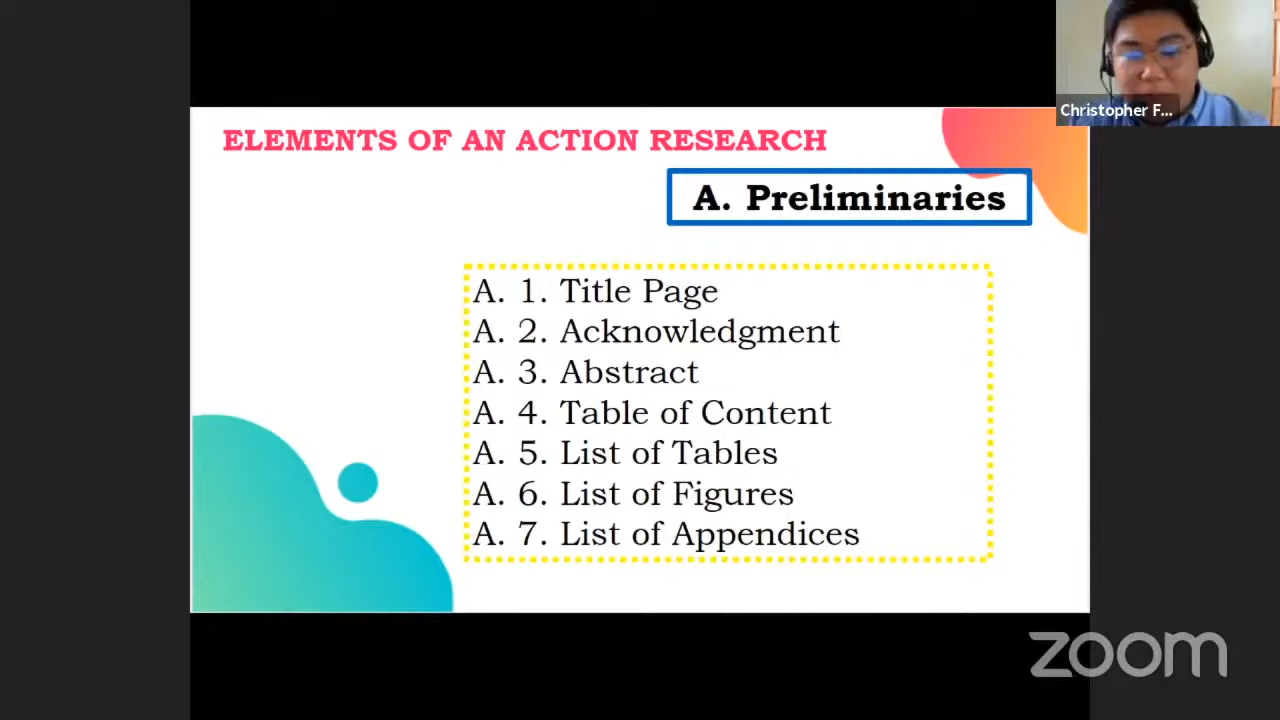 ELEMENTS OF AN ACTION RESEARCH
A. Preliminaries
A. 1. Title Page
A. 2. Acknowledgment
A. 3. Abstract
A. 4. Table of Content
A. 5. List of Tables
A. 6. List of Figures
A. 7. List of Appendices
Christopher F...
zoom